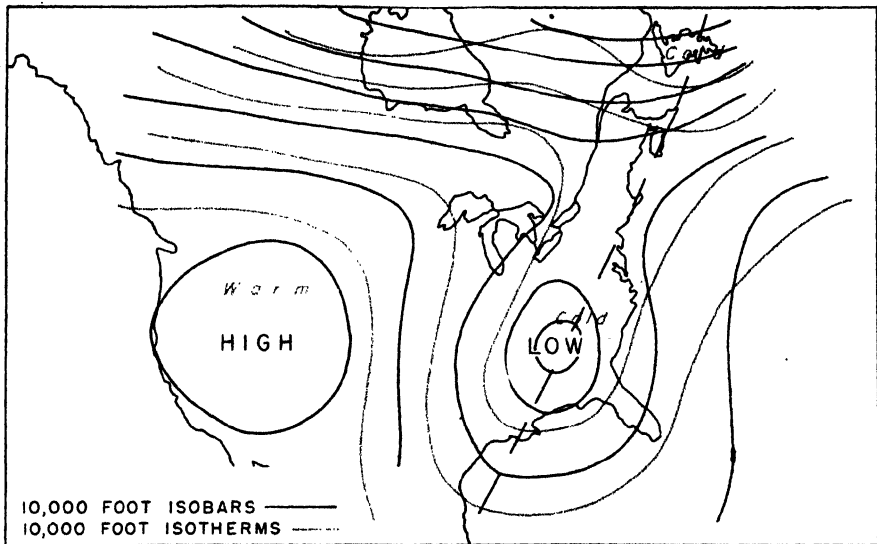 Warm
HIGH
Cold
LOW
10,000 FOOT ISOBARS
10,000 FOOT ISOTHERMS